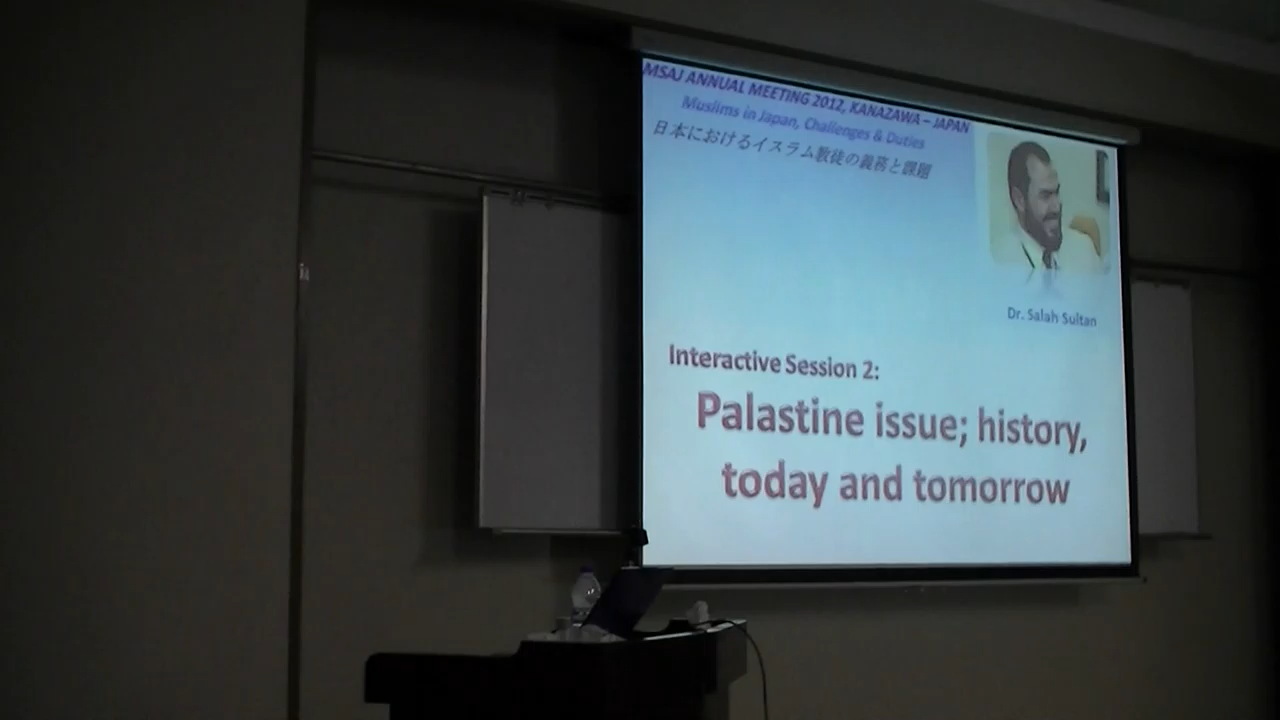 MSAJ ANNUAL MEETING 2012, KANAZAWA – JAPAN
Muslims in Japan, Challenges & Duties
日本におけるイスラム教徒の義務と課題
Dr. Salah Sultan
Interactive Session 2:
Palastine issue; history,
today and tomorrow